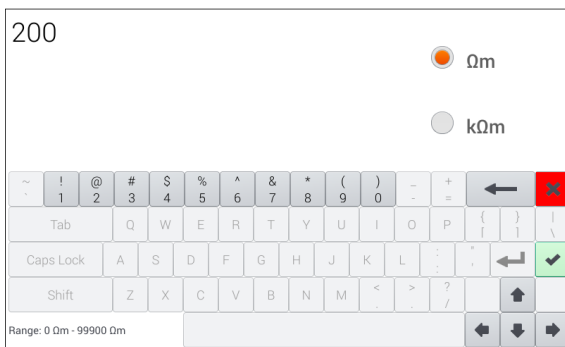 200
Ωm
kΩm
~ ! @ # $ % ^ & * ( ) _ +
` 1 2 3 4 5 6 7 8 9 0 - =
Tab Q W E R T Y U I O P { } |
[ ] \
Caps Lock A S D F G H J K L : "
; '
Shift Z X C V B N M < > ?
, . /
Range: 0 Ωm - 99900 Ωm